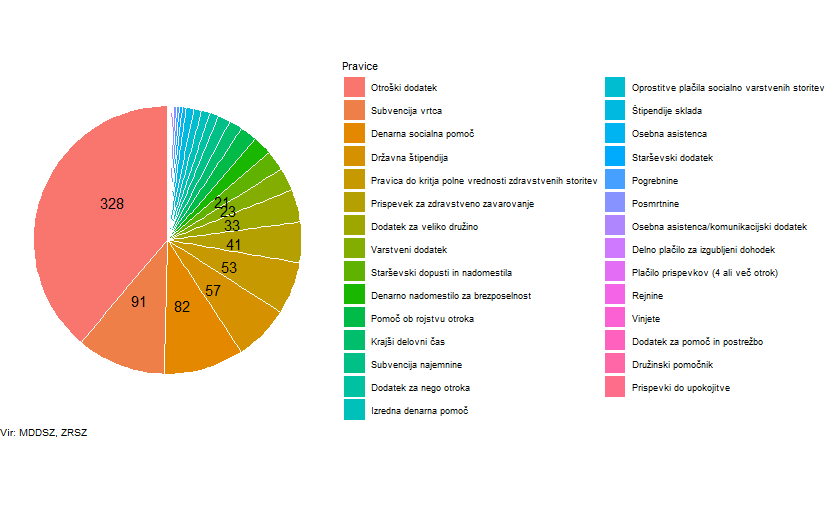 Pravice
Otroški dodatek
Subvencija vrtca
Denarna socialna pomoč
Državna štipendija
Pravica do kritja polne vrednosti zdravstvenih storitev
Prispevek za zdravstveno zavarovanje
Dodatek za veliko družino
Varstveni dodatek
Starševski dopusti in nadomestila
Denarno nadomestilo za brezposelnost
Pomoč ob rojstvu otroka
Krajši delovni čas
Subvencija najemnine
Dodatek za nego otroka
Izredna denarna pomoč
Oprostitve plačila socialno varstvenih storitev
Štipendije sklada
Osebna asistenca
Starševski dodatek
Pogrebnine
Posmrtnine
Osebna asistenca/komunikacijski dodatek
Delno plačilo za izgubljeni dohodek
Plačilo prispevkov (4 ali več otrok)
Rejnine
Vinjete
Dodatek za pomoč in postrežbo
Družinski pomočnik
Prispevki do upokojitve
328
21
23
33
41
53
57
82
91
Vir: MDDSZ, ZRSZ